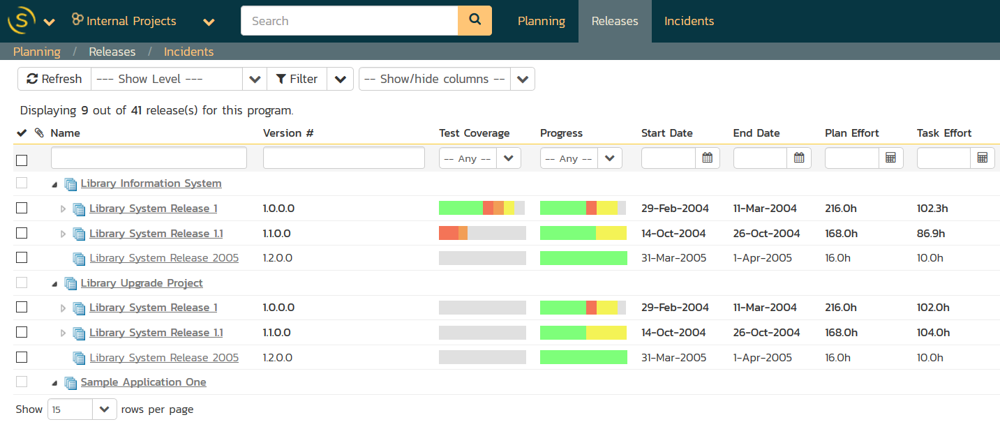 S Internal Projects Search Planning Releases Incidents
Planning / Releases / Incidents
Refresh --- Show Level --- Filter -- Show/hide columns --
Displaying 9 out of 41 release(s) for this program.
Name Version # Test Coverage Progress Start Date End Date Plan Effort Task Effort
-- Any -- -- Any --
Library Information System
Library System Release 1 1.0.0.0 29-Feb-2004 11-Mar-2004 216.0h 102.3h
Library System Release 1.1 1.1.0.0 14-Oct-2004 26-Oct-2004 168.0h 86.9h
Library System Release 2005 1.2.0.0 31-Mar-2005 1-Apr-2005 16.0h 10.0h
Library Upgrade Project
Library System Release 1 1.0.0.0 29-Feb-2004 11-Mar-2004 216.0h 102.0h
Library System Release 1.1 1.1.0.0 14-Oct-2004 26-Oct-2004 168.0h 104.0h
Library System Release 2005 1.2.0.0 31-Mar-2005 1-Apr-2005 16.0h 10.0h
Sample Application One
Show 15 rows per page